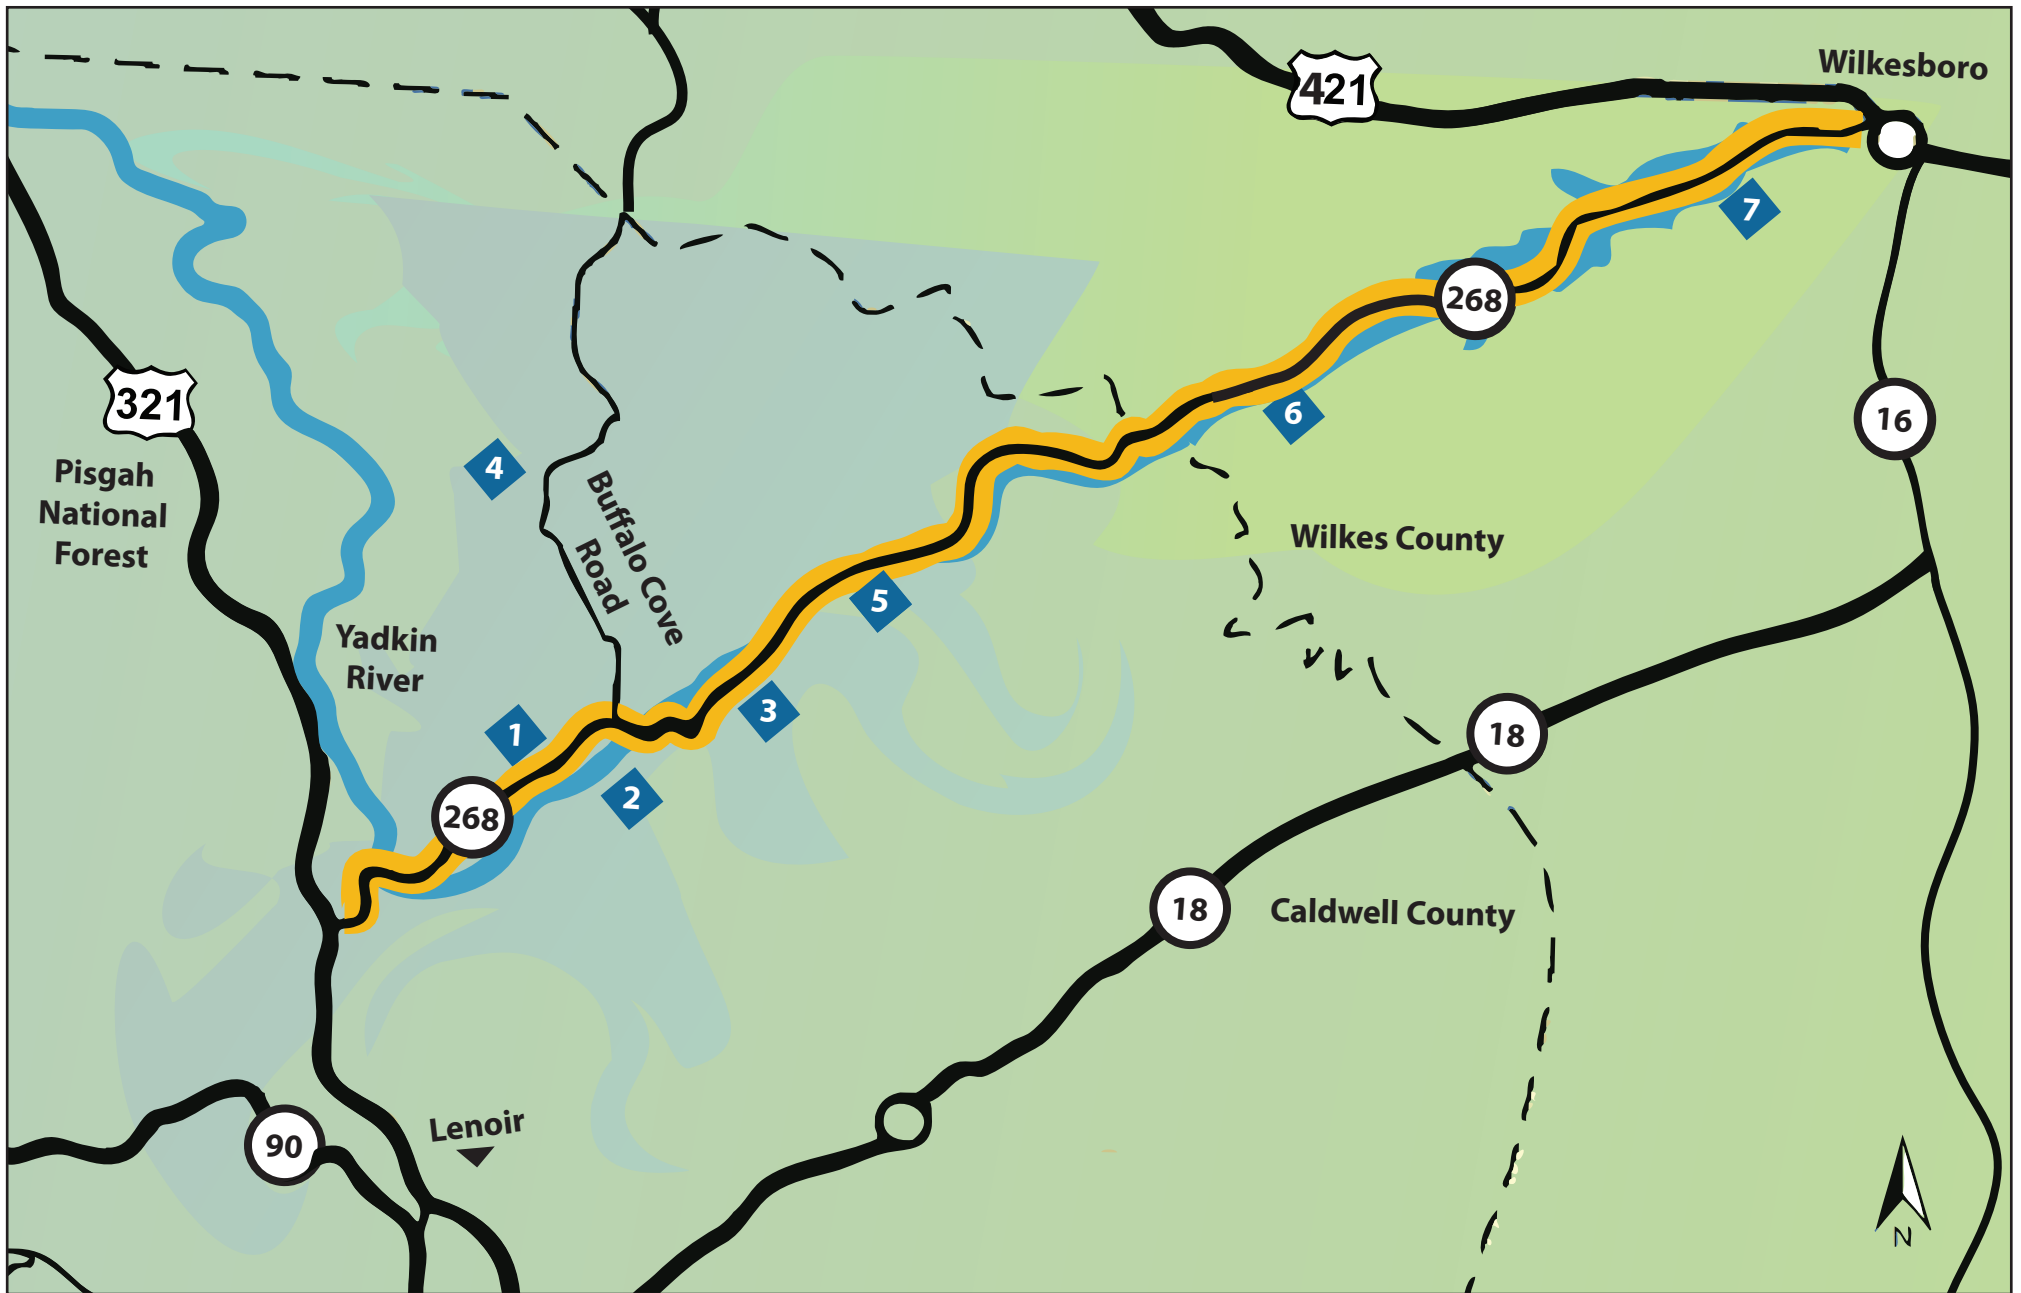 Wilkesboro
421
7
268
321
16
6
4
Pisgah
National
Forest
Buffalo Cove
Road
Wilkes County
5
Yadkin
River
3
1
18
2
268
18
Caldwell County
Lenoir
90
N